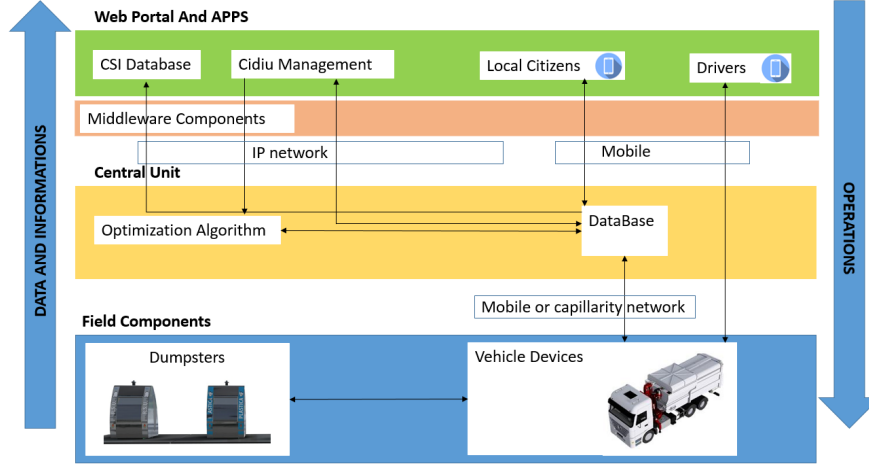 Web Portal And APPS
CSI Database
Cidiu Management
Local Citizens
Drivers
Middleware Components
IP network
Mobile
Central Unit
Optimization Algorithm
DataBase
Mobile or capillarity network
Field Components
Dumpsters
Vehicle Devices
DATA AND INFORMATIONS
OPERATIONS